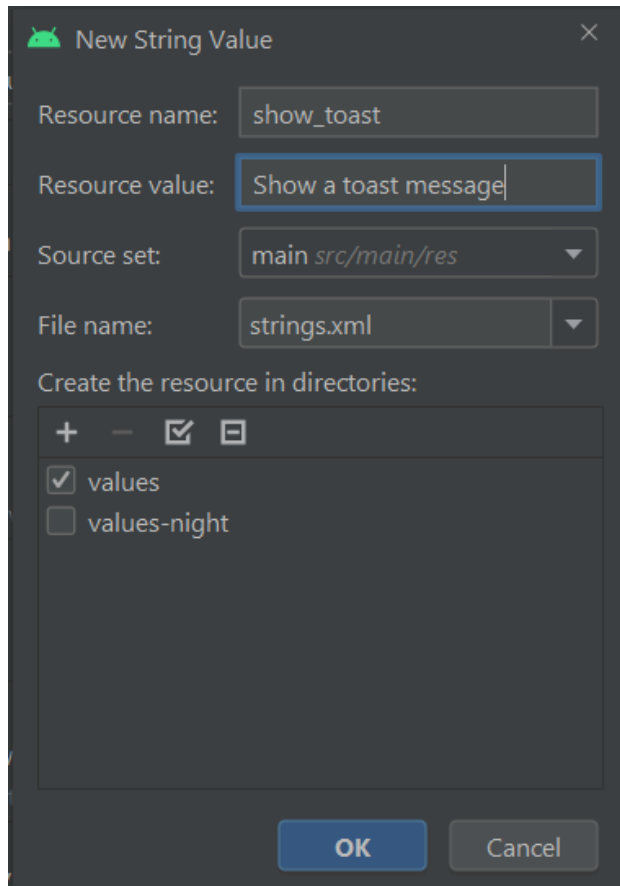 New String Value
Resource name: show_toast
Resource value: Show a toast message
Source set: main src/main/res
File name: strings.xml
Create the resource in directories:
values
values-night
OK Cancel